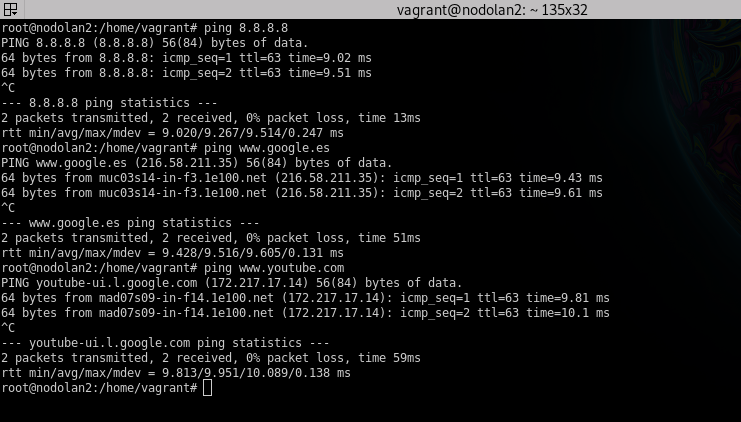 vagrant@nodolan2: ~ 135x32
root@nodolan2:/home/vagrant# ping 8.8.8.8
PING 8.8.8.8 (8.8.8.8) 56(84) bytes of data.
64 bytes from 8.8.8.8: icmp_seq=1 ttl=63 time=9.02 ms
64 bytes from 8.8.8.8: icmp_seq=2 ttl=63 time=9.51 ms
^C
--- 8.8.8.8 ping statistics ---
2 packets transmitted, 2 received, 0% packet loss, time 13ms
rtt min/avg/max/mdev = 9.020/9.267/9.514/0.247 ms
root@nodolan2:/home/vagrant# ping www.google.es
PING www.google.es (216.58.211.35) 56(84) bytes of data.
64 bytes from muc03s14-in-f3.1e100.net (216.58.211.35): icmp_seq=1 ttl=63 time=9.43 ms
64 bytes from muc03s14-in-f3.1e100.net (216.58.211.35): icmp_seq=2 ttl=63 time=9.61 ms
^C
--- www.google.es ping statistics ---
2 packets transmitted, 2 received, 0% packet loss, time 51ms
rtt min/avg/max/mdev = 9.428/9.516/9.605/0.131 ms
root@nodolan2:/home/vagrant# ping www.youtube.com
PING youtube-ui.l.google.com (172.217.17.14) 56(84) bytes of data.
64 bytes from mad07s09-in-f14.1e100.net (172.217.17.14): icmp_seq=1 ttl=63 time=9.81 ms
64 bytes from mad07s09-in-f14.1e100.net (172.217.17.14): icmp_seq=2 ttl=63 time=10.1 ms
^C
--- youtube-ui.l.google.com ping statistics ---
2 packets transmitted, 2 received, 0% packet loss, time 59ms
rtt min/avg/max/mdev = 9.813/9.951/10.089/0.138 ms
root@nodolan2:/home/vagrant#